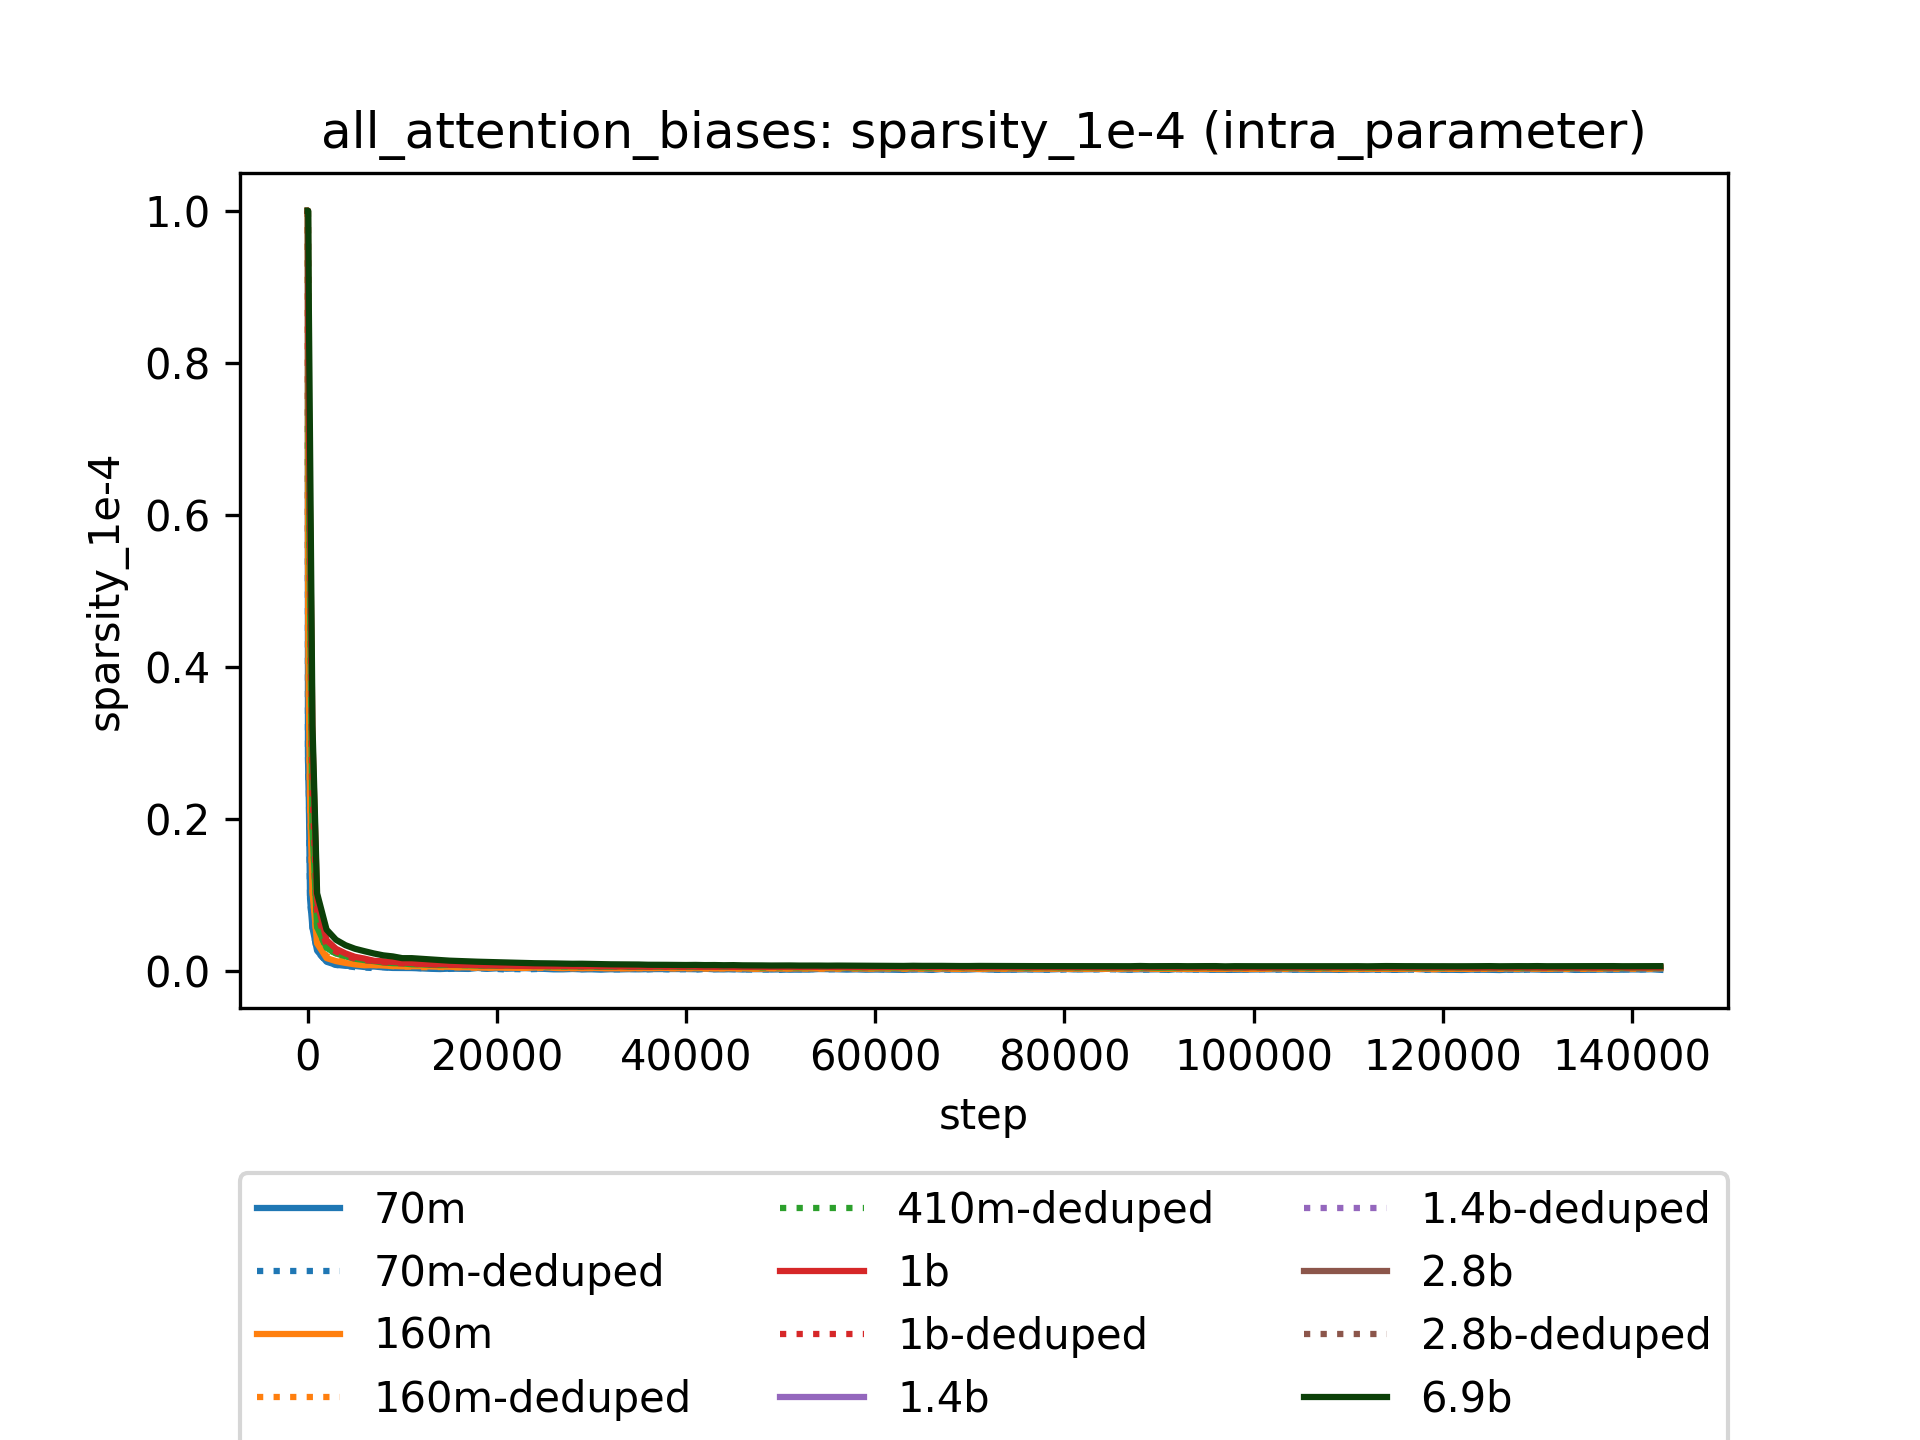 all_attention_biases: sparsity_1e-4 (intra_parameter)
1.0
0.8
0.6
0.4
0.2
0.0
sparsity_1e-4
0 20000 40000 60000 80000 100000 120000 140000
step
70m
70m-deduped
160m
160m-deduped
410m-deduped
1b
1b-deduped
1.4b
1.4b-deduped
2.8b
2.8b-deduped
6.9b